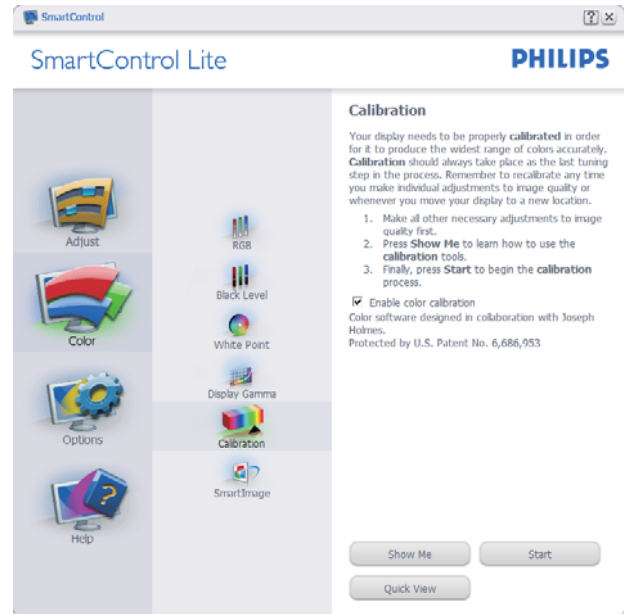 SmartControl
SmartControl Lite
PHILIPS
Adjust
Color
Options
Help
RGB
Black Level
White Point
Display Gamma
Calibration
SmartImage
Calibration
Your display needs to be properly calibrated in order
for it to produce the widest range of colors accurately.
Calibration should always take place as the last tuning
step in the process. Remember to recalibrate any time
you make individual adjustments to image quality or
whenever you move your display to a new location.
1. Make all other necessary adjustments to image
quality first.
2. Press Show Me to learn how to use the
calibration tools.
3. Finally, press Start to begin the calibration
process.
Enable color calibration
Color software designed in collaboration with Joseph
Holmes.
Protected by U.S. Patent No. 6,686,953
Show Me
Start
Quick View